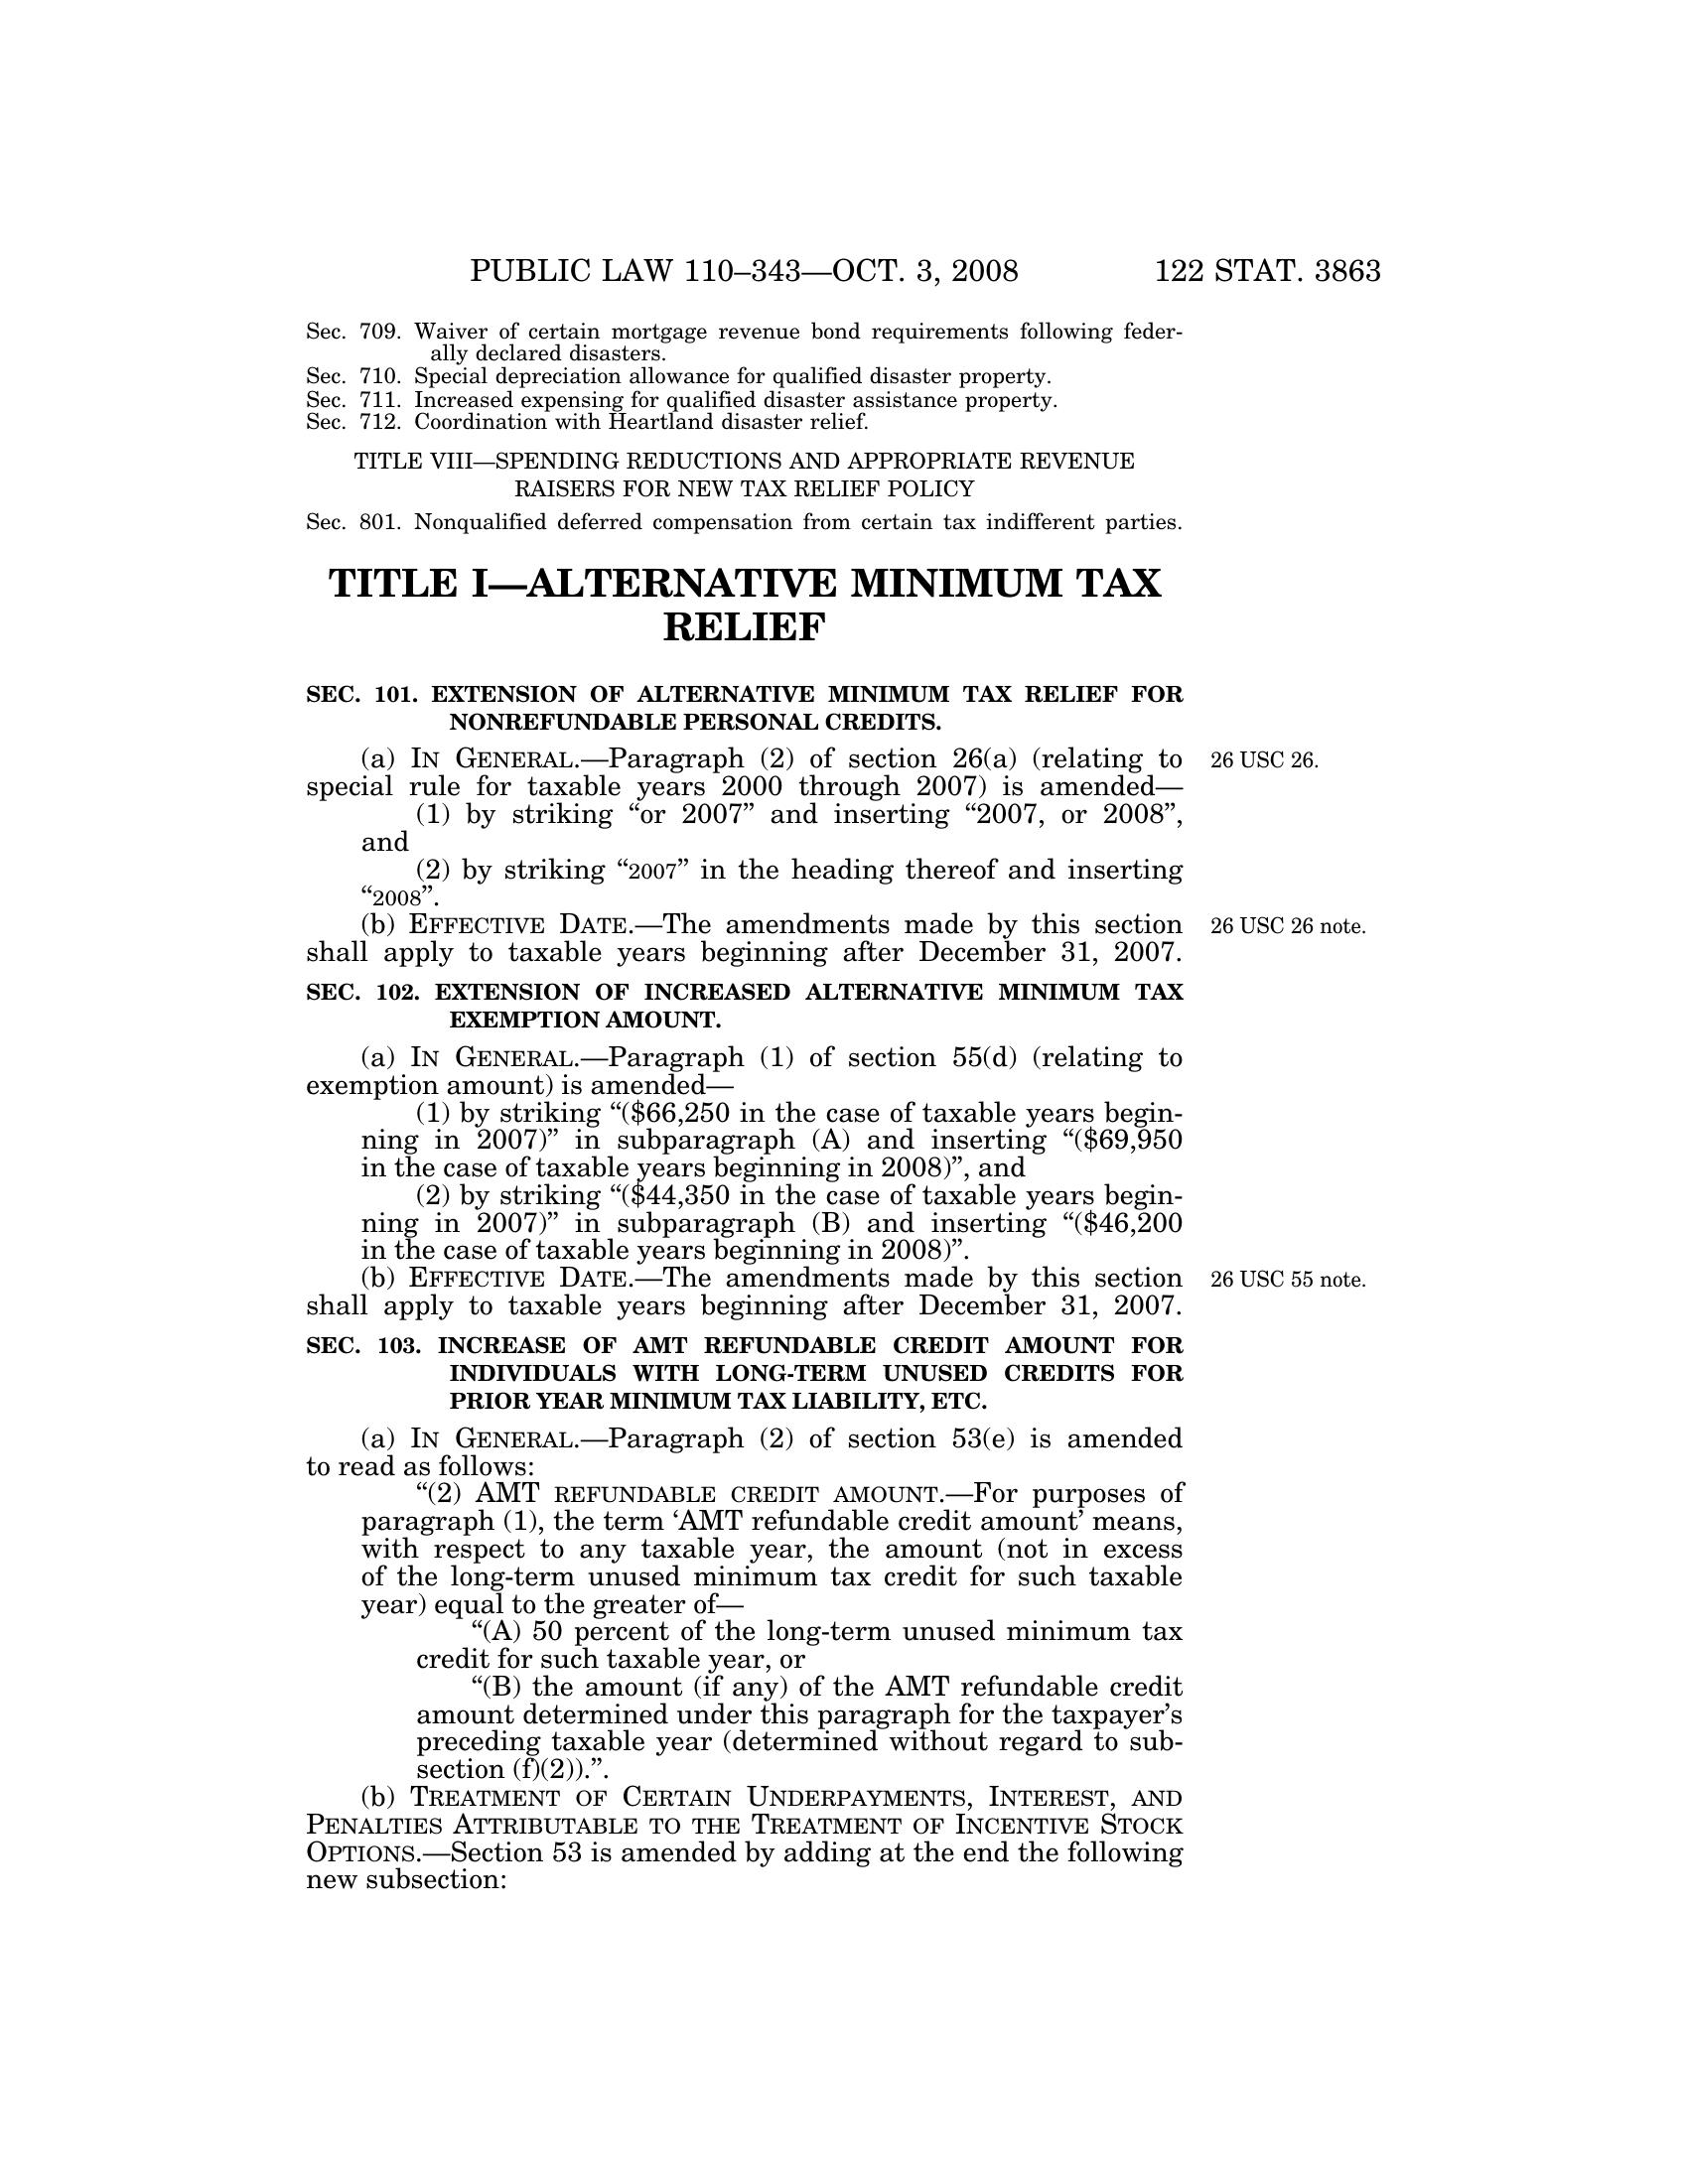 PUBLIC LAW 110–343—OCT. 3, 2008 122 STAT. 3863
Sec. 709. Waiver of certain mortgage revenue bond requirements following feder-
ally declared disasters.
Sec. 710. Special depreciation allowance for qualified disaster property.
Sec. 711. Increased expensing for qualified disaster assistance property.
Sec. 712. Coordination with Heartland disaster relief.
TITLE VIII—SPENDING REDUCTIONS AND APPROPRIATE REVENUE
RAISERS FOR NEW TAX RELIEF POLICY
Sec. 801. Nonqualified deferred compensation from certain tax indifferent parties.
TITLE I—ALTERNATIVE MINIMUM TAX
RELIEF
SEC. 101. EXTENSION OF ALTERNATIVE MINIMUM TAX RELIEF FOR
NONREFUNDABLE PERSONAL CREDITS.
(a) IN GENERAL.—Paragraph (2) of section 26(a) (relating to 26 USC 26.
special rule for taxable years 2000 through 2007) is amended—
(1) by striking “or 2007” and inserting “2007, or 2008”,
and
(2) by striking “2007” in the heading thereof and inserting
“2008”.
(b) EFFECTIVE DATE.—The amendments made by this section 26 USC 26 note.
shall apply to taxable years beginning after December 31, 2007.
SEC. 102. EXTENSION OF INCREASED ALTERNATIVE MINIMUM TAX
EXEMPTION AMOUNT.
(a) IN GENERAL.—Paragraph (1) of section 55(d) (relating to
exemption amount) is amended—
(1) by striking “($66,250 in the case of taxable years begin-
ning in 2007)” in subparagraph (A) and inserting “($69,950
in the case of taxable years beginning in 2008)”, and
(2) by striking “($44,350 in the case of taxable years begin-
ning in 2007)” in subparagraph (B) and inserting “($46,200
in the case of taxable years beginning in 2008)”.
(b) EFFECTIVE DATE.—The amendments made by this section 26 USC 55 note.
shall apply to taxable years beginning after December 31, 2007.
SEC. 103. INCREASE OF AMT REFUNDABLE CREDIT AMOUNT FOR
INDIVIDUALS WITH LONG-TERM UNUSED CREDITS FOR
PRIOR YEAR MINIMUM TAX LIABILITY, ETC.
(a) IN GENERAL.—Paragraph (2) of section 53(e) is amended
to read as follows:
“(2) AMT REFUNDABLE CREDIT AMOUNT.—For purposes of
paragraph (1), the term ‘AMT refundable credit amount’ means,
with respect to any taxable year, the amount (not in excess
of the long-term unused minimum tax credit for such taxable
year) equal to the greater of—
“(A) 50 percent of the long-term unused minimum tax
credit for such taxable year, or
“(B) the amount (if any) of the AMT refundable credit
amount determined under this paragraph for the taxpayer’s
preceding taxable year (determined without regard to sub-
section (f)(2)).”.
(b) TREATMENT OF CERTAIN UNDERPAYMENTS, INTEREST, AND
PENALTIES ATTRIBUTABLE TO THE TREATMENT OF INCENTIVE STOCK
OPTIONS.—Section 53 is amended by adding at the end the following
new subsection: